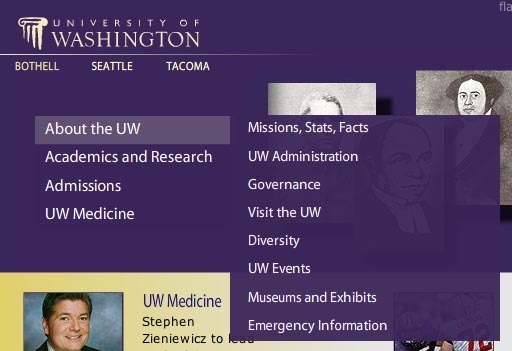 fla
UNIVERSITY OF
WASHINGTON
BOTHELL SEATTLE TACOMA
About the UW
Academics and Research
Admissions
UW Medicine
Missions, Stats, Facts
UW Administration
Governance
Visit the UW
Diversity
UW Events
Museums and Exhibits
Emergency Information
UW Medicine
Stephen
Zieniewicz to lead
72